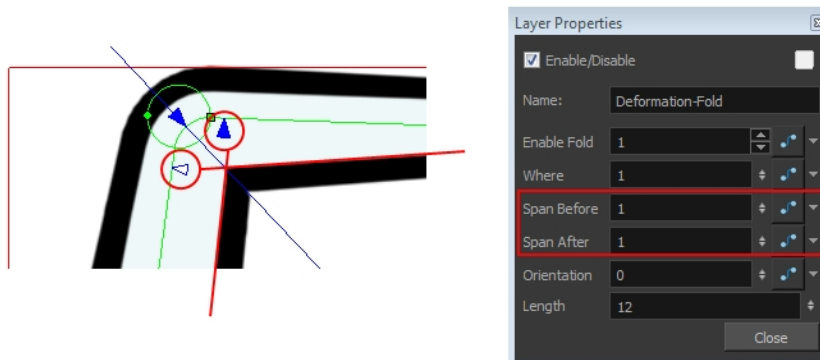 Layer Properties
Enable/Disable
Name: Deformation-Fold
Enable Fold 1
Where 1
Span Before 1
Span After 1
Orientation 0
Length 12
Close